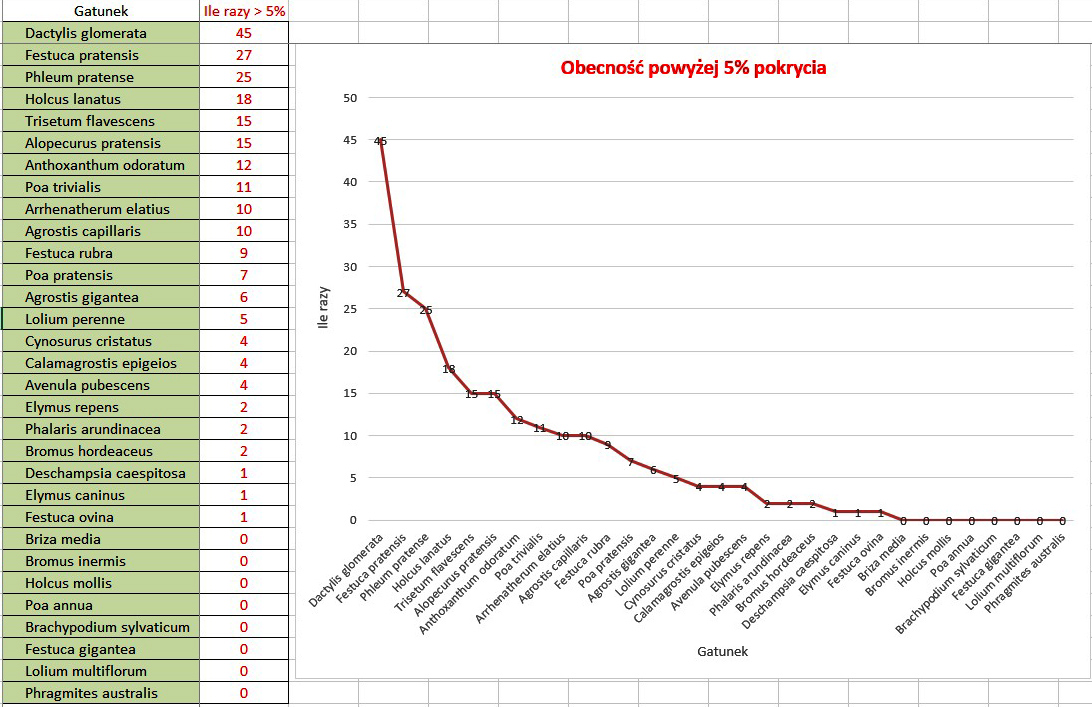 Gatunek Ile razy > 5%
Dactylis glomerata 45
Festuca pratensis 27
Phleum pratense 25
Holcus lanatus 18
Trisetum flavescens 15
Alopecurus pratensis 15
Anthoxanthum odoratum 12
Poa trivialis 11
Arrhenatherum elatius 10
Agrostis capillaris 10
Festuca rubra 9
Poa pratensis 7
Agrostis gigantea 6
Lolium perenne 5
Cynosurus cristatus 4
Calamagrostis epigeios 4
Avenula pubescens 4
Elymus repens 2
Phalaris arundinacea 2
Bromus hordeaceus 2
Deschampsia caespitosa 1
Elymus caninus 1
Festuca ovina 1
Briza media 0
Bromus inermis 0
Holcus mollis 0
Poa annua 0
Brachypodium sylvaticum 0
Festuca gigantea 0
Lolium multiflorum 0
Phragmites australis 0
Obecność powyżej 5% pokrycia
50
45
40
35
30
25
20
15
10
5
0
Ile razy
45
27
25
18
15
15
12
11
10
10
9
7
6
5
4
4
4
2
2
2
1
1
1
0
0
0
0
0
0
0
0
Dactylis glomerata
Festuca pratensis
Phleum pratense
Holcus lanatus
Trisetum flavescens
Alopecurus pratensis
Anthoxanthum odoratum
Poa trivialis
Arrhenatherum elatius
Agrostis capillaris
Festuca rubra
Poa pratensis
Agrostis gigantea
Lolium perenne
Cynosurus cristatus
Calamagrostis epigeios
Avenula pubescens
Elymus repens
Phalaris arundinacea
Bromus hordeaceus
Deschampsia caespitosa
Elymus caninus
Festuca ovina
Briza media
Bromus inermis
Holcus mollis
Poa annua
Brachypodium sylvaticum
Festuca gigantea
Lolium multiflorum
Phragmites australis
Gatunek